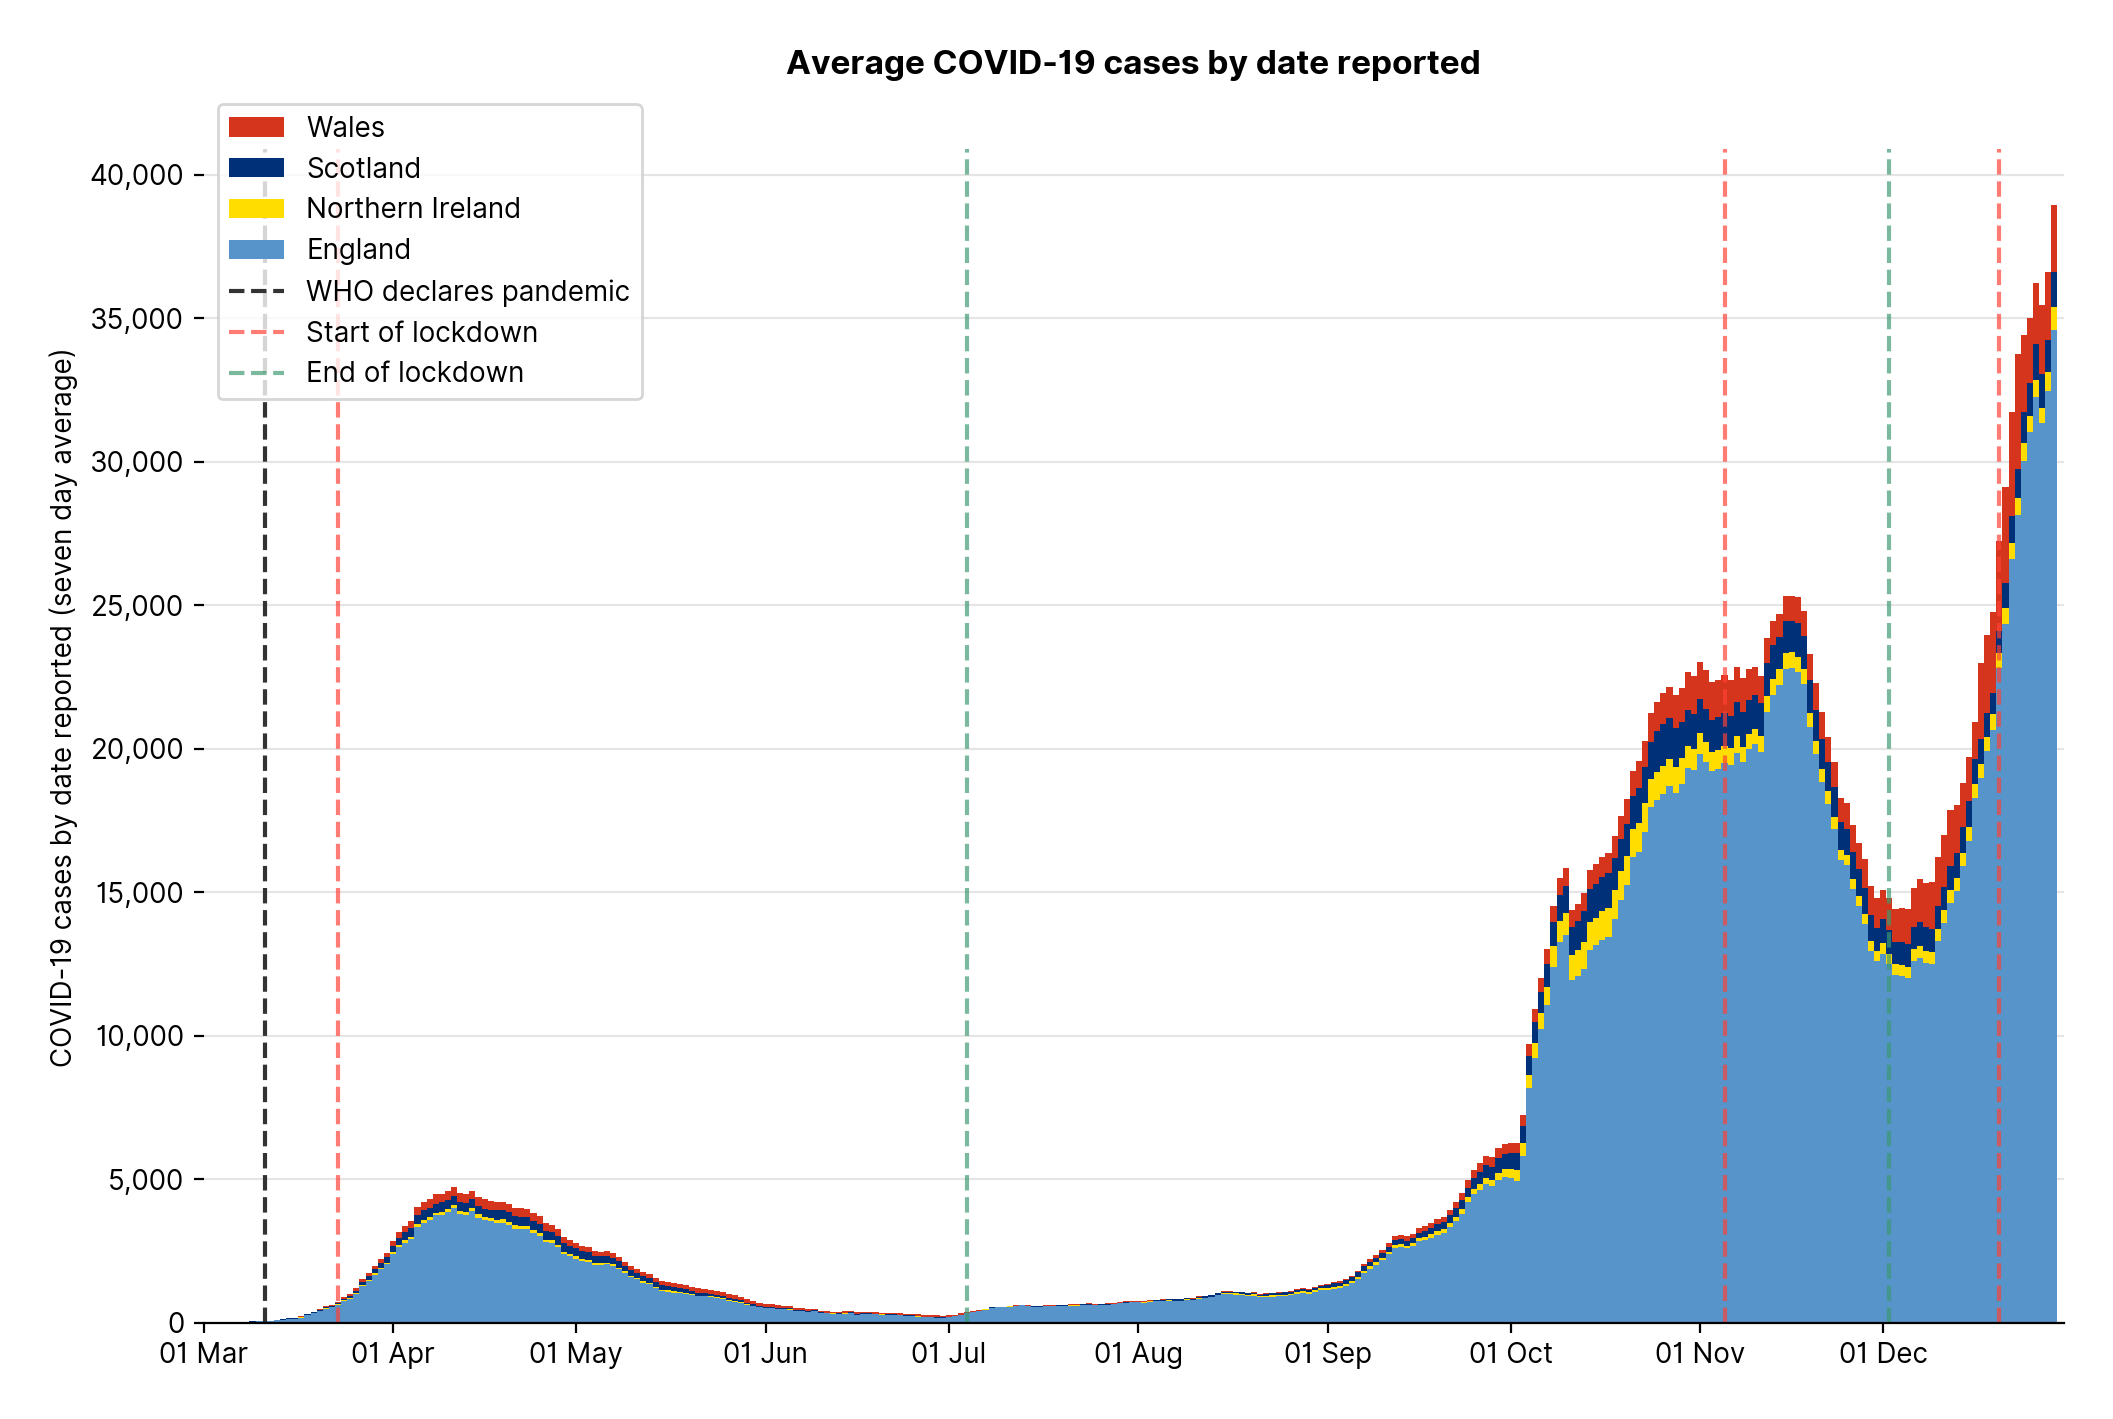 Average COVID-19 cases by date reported
Wales
Scotland
Northern Ireland
England
WHO declares pandemic
Start of lockdown
End of lockdown
COVID-19 cases by date reported (seven day average)
40,000
35,000
30,000
25,000
20,000
15,000
10,000
5,000
0
01 Mar 01 Apr 01 May 01 Jun 01 Jul 01 Aug 01 Sep 01 Oct 01 Nov 01 Dec